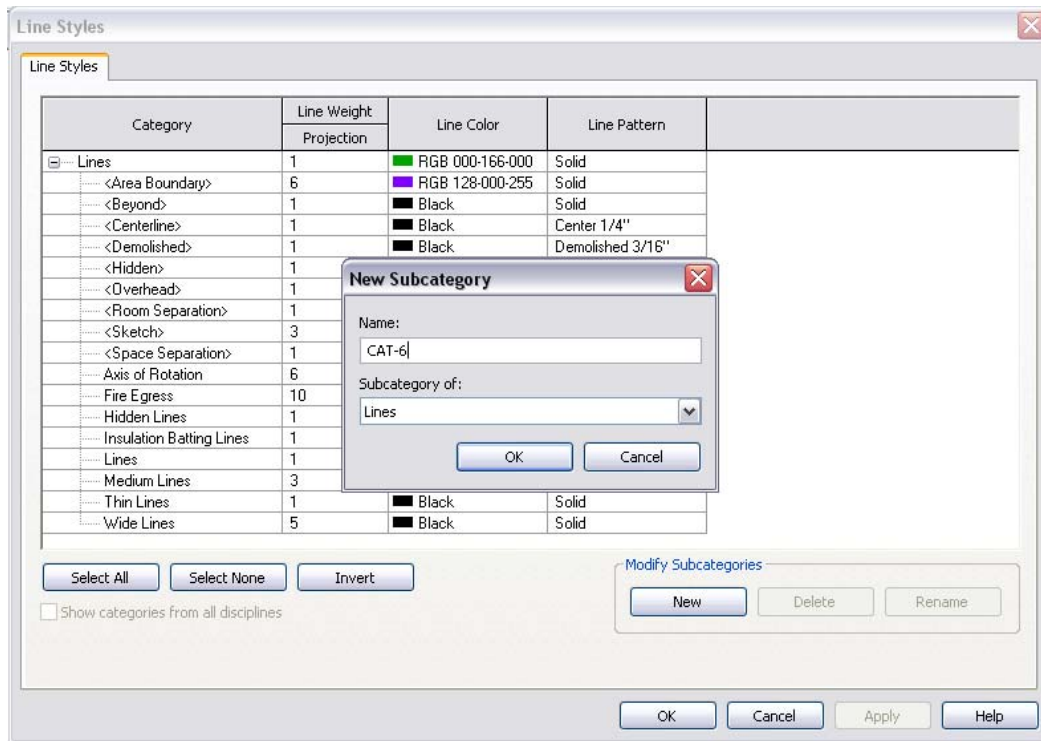 Line Styles
Line Styles
Category
Line Weight
Projection
Line Color
Line Pattern
Lines 1 RGB 000-166-000 Solid
<Area Boundary> 6 RGB 128-000-255 Solid
<Beyond> 1 Black Solid
<Centerline> 1 Black Center 1/4"
<Demolished> 1 Black Demolished 3/16"
<Hidden> 1
<Overhead> 1
<Room Separation> 1
<Sketch> 3
<Space Separation> 1
Axis of Rotation 6
Fire Egress 10
Hidden Lines 1
Insulation Batting Lines 1
Lines 1
Medium Lines 3
Thin Lines 1 Black Solid
Wide Lines 5 Black Solid
New Subcategory
Name:
CAT-6
Subcategory of:
Lines
OK Cancel
Select All Select None Invert
Show categories from all disciplines
Modify Subcategories
New Delete Rename
OK Cancel Apply Help